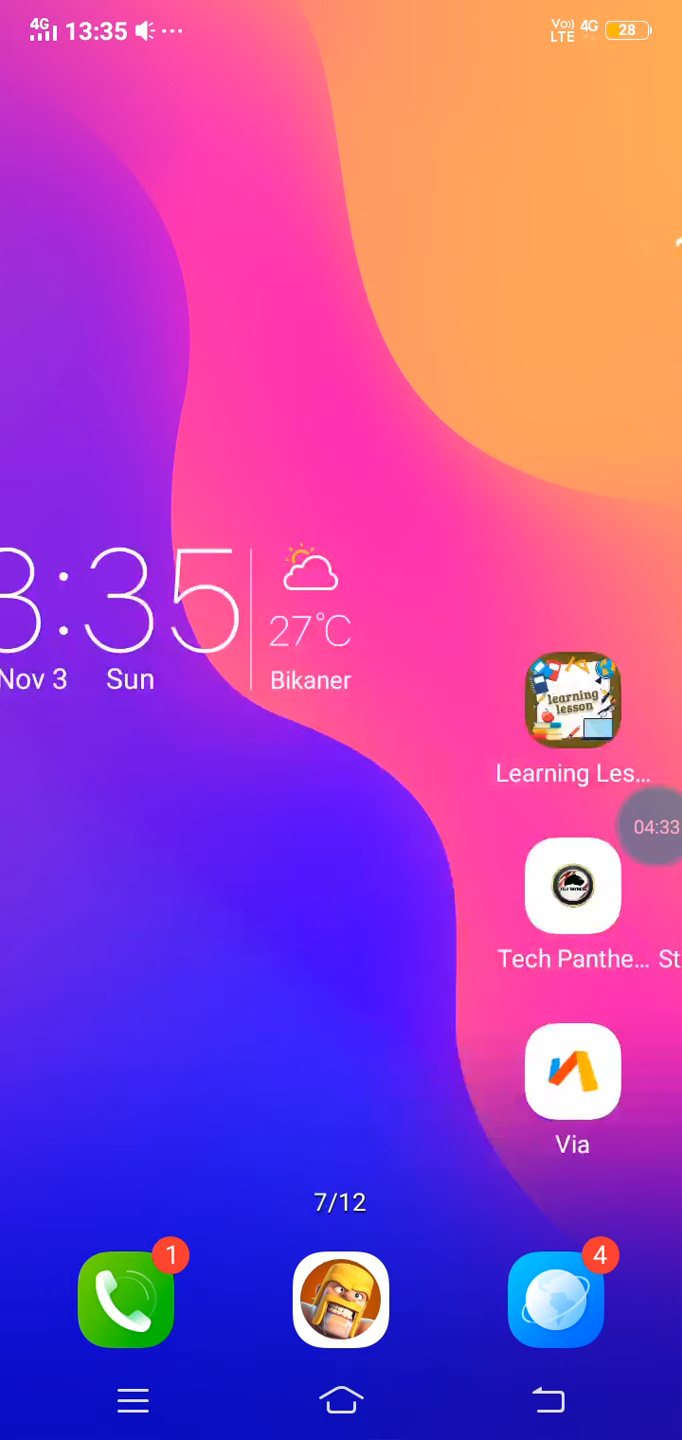 4G 13:35 ...
Vo)) LTE 4G 28
3:35
27°C
Nov 3 Sun
Bikaner
learning
lesson
Learning Les...
04:33
Tech Panthe... St
Via
7/12
1
4